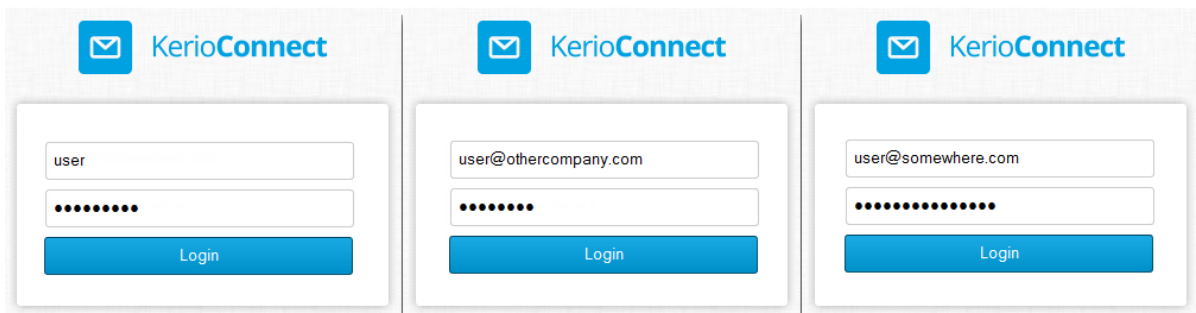 KerioConnect
user
•••••••••
Login
KerioConnect
user@othercompany.com
••••••••
Login
KerioConnect
user@somewhere.com
•••••••••••••••
Login